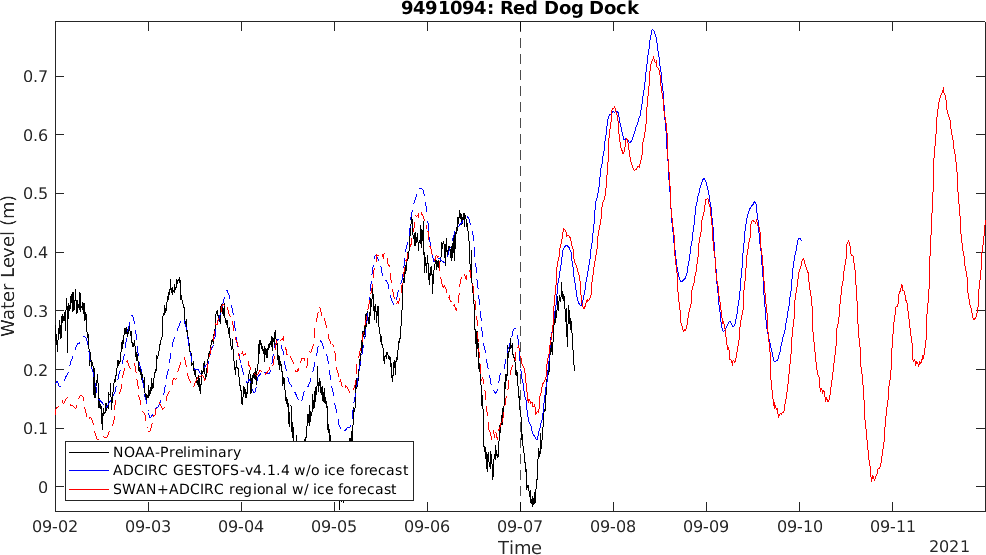 9491094: Red Dog Dock
Water Level (m)
0.7
0.6
0.5
0.4
0.3
0.2
0.1
0
NOAA-Preliminary
ADCIRC GESTOFS-v4.1.4 w/o ice forecast
SWAN+ADCIRC regional w/ ice forecast
09-02 09-03 09-04 09-05 09-06 09-07 09-08 09-09 09-10 09-11
Time
2021